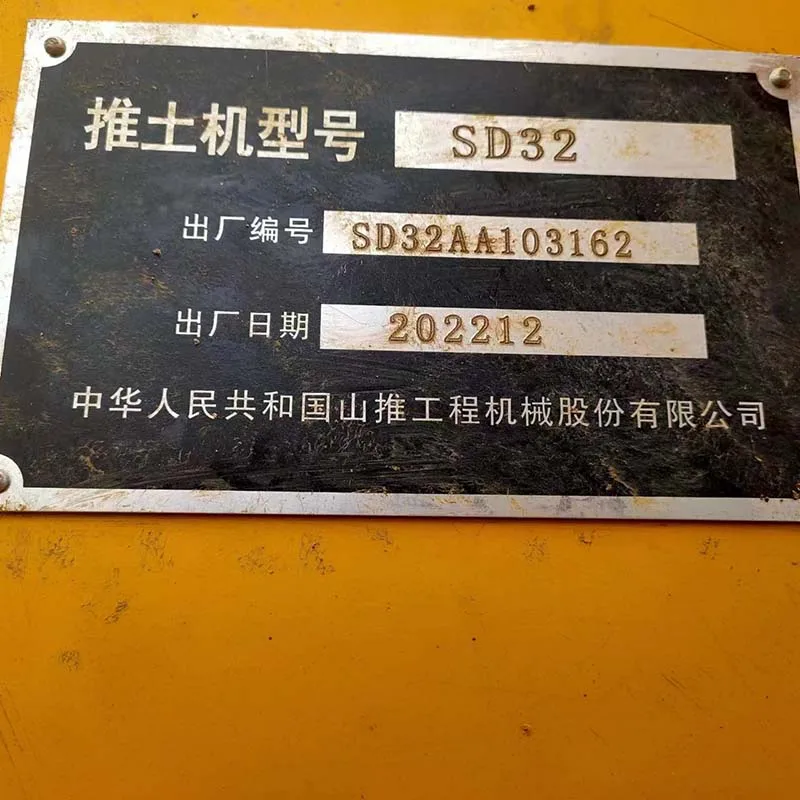 推土机型号 SD32
出厂编号 SD32AA103162
出厂日期 202212
中华人民共和国山推工程机械股份有限公司